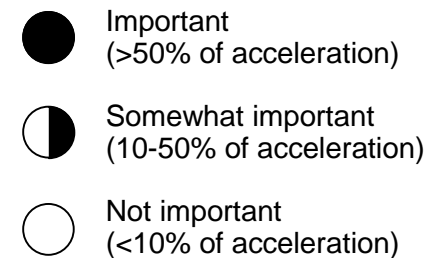 Important
(>50% of acceleration)
Somewhat important
(10-50% of acceleration)
Not important
(<10% of acceleration)